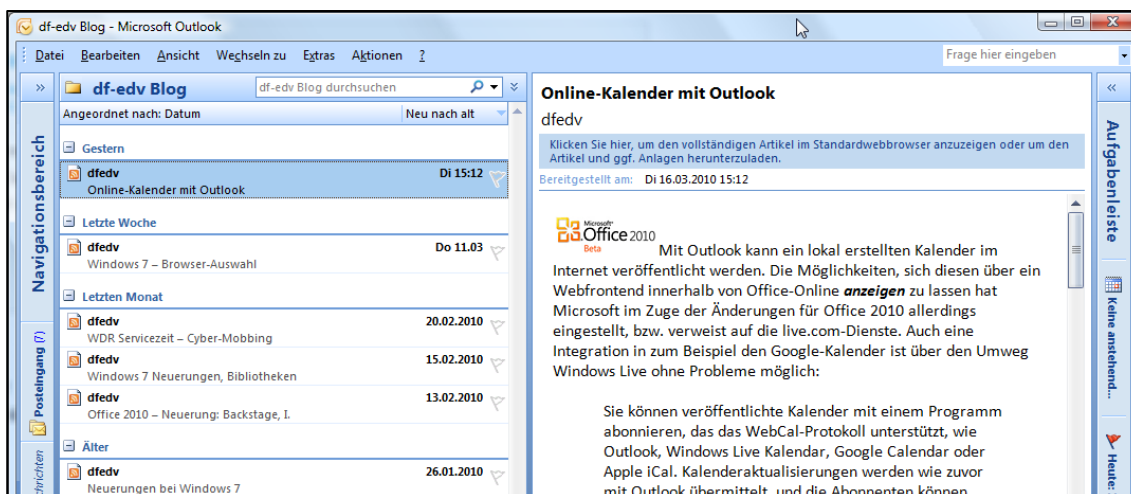 df-edv Blog - Microsoft Outlook
Datei Bearbeiten Ansicht Wechseln zu Extras Aktionen ?
Frage hier eingeben
df-edv Blog
df-edv Blog durchsuchen
Angeordnet nach: Datum Neu nach alt
Gestern
dfedv Di 15:12
Online-Kalender mit Outlook
Letzte Woche
dfedv Do 11.03
Windows 7 – Browser-Auswahl
Letzten Monat
dfedv 20.02.2010
WDR Servicezeit – Cyber-Mobbing
dfedv 15.02.2010
Windows 7 Neuerungen, Bibliotheken
dfedv 13.02.2010
Office 2010 – Neuerung: Backstage, I.
Älter
dfedv 26.01.2010
Neuerungen bei Windows 7
Navigationsbereich
Posteingang (7)
Online-Kalender mit Outlook
dfedv
Klicken Sie hier, um den vollständigen Artikel im Standardwebbrowser anzuzeigen oder um den
Artikel und ggf. Anlagen herunterzuladen.
Bereitgestellt am: Di 16.03.2010 15:12
Microsoft
Office 2010
Beta
Mit Outlook kann ein lokal erstellten Kalender im
Internet veröffentlicht werden. Die Möglichkeiten, sich diesen über ein
Webfrontend innerhalb von Office-Online anzeigen zu lassen hat
Microsoft im Zuge der Änderungen für Office 2010 allerdings
eingestellt, bzw. verweist auf die live.com-Dienste. Auch eine
Integration in zum Beispiel den Google-Kalender ist über den Umweg
Windows Live ohne Probleme möglich:
Sie können veröffentlichte Kalender mit einem Programm
abonnieren, das das WebCal-Protokoll unterstützt, wie
Outlook, Windows Live Kalendar, Google Calendar oder
Apple iCal. Kalenderaktualisierungen werden wie zuvor
mit Outlook übermittelt, und die Abonnenten können
Aufgabenleiste
Keine anstehend...
Heute: